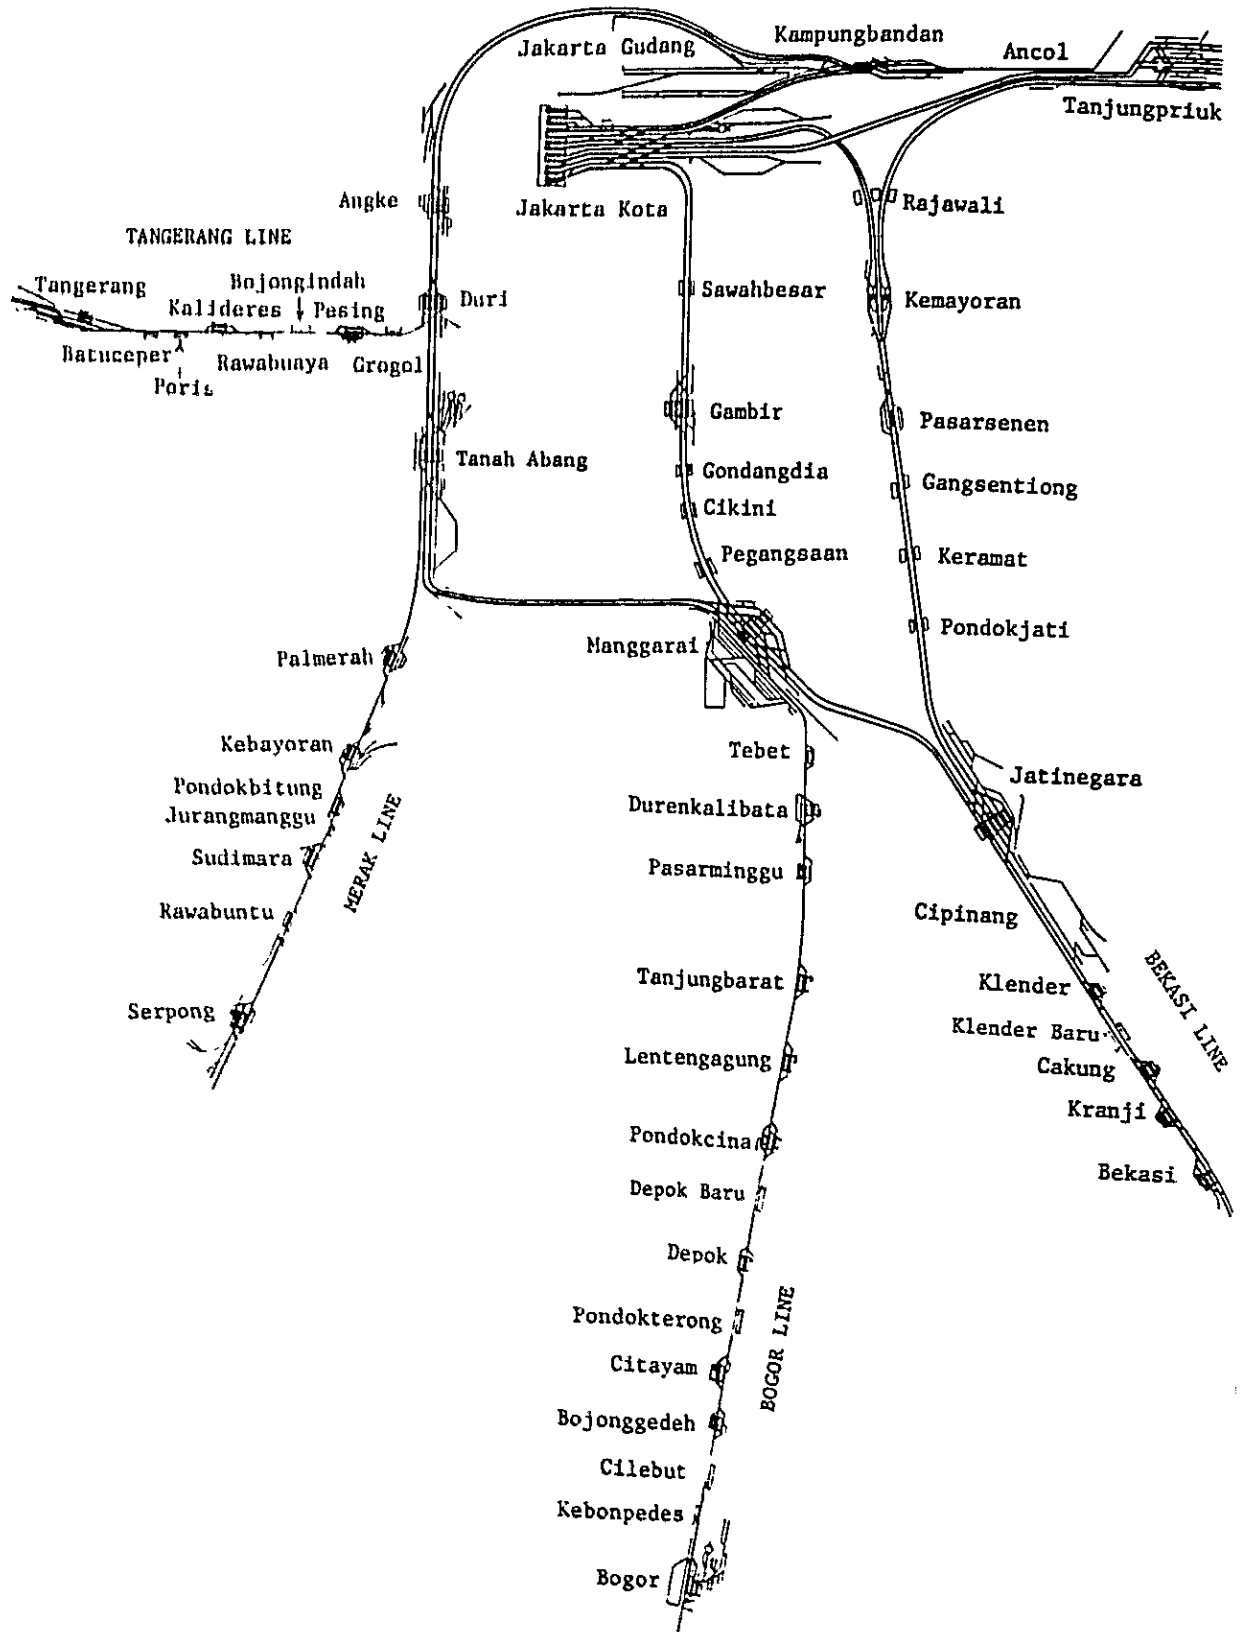 Jakarta Gudang
Kampungbandan
Ancol
Tanjungpriuk
Angke
Jakarta Kota
Rajawali
TANGERANG LINE
Tangerang
Bojongindah
Kalideres
Pesing
Duri
Sawahbesar
Kemayoran
Batuceper
Poris
Rawabuaya
Grogol
Gambir
Pasarsenen
Tanah Abang
Gondangdia
Gangsentiong
Cikini
Pegangsaan
Keramat
Manggarai
Pondokjati
Palmerah
Kebayoran
Tebet
Jatinegara
Pondokbitung
Jurangmanggu
MERAK LINE
Durenkalibata
Sudimara
Pasarminggu
Rawabuntu
Cipinang
Serpong
Tanjungbarat
Klender
BEKASI LINE
Klender Baru
Lentengagung
Cakung
Kranji
Pondokcina
Bekasi
Depok Baru
Depok
Pondokterong
BOGOR LINE
Citayam
Bojonggedeh
Cilebut
Kebonpedes
Bogor